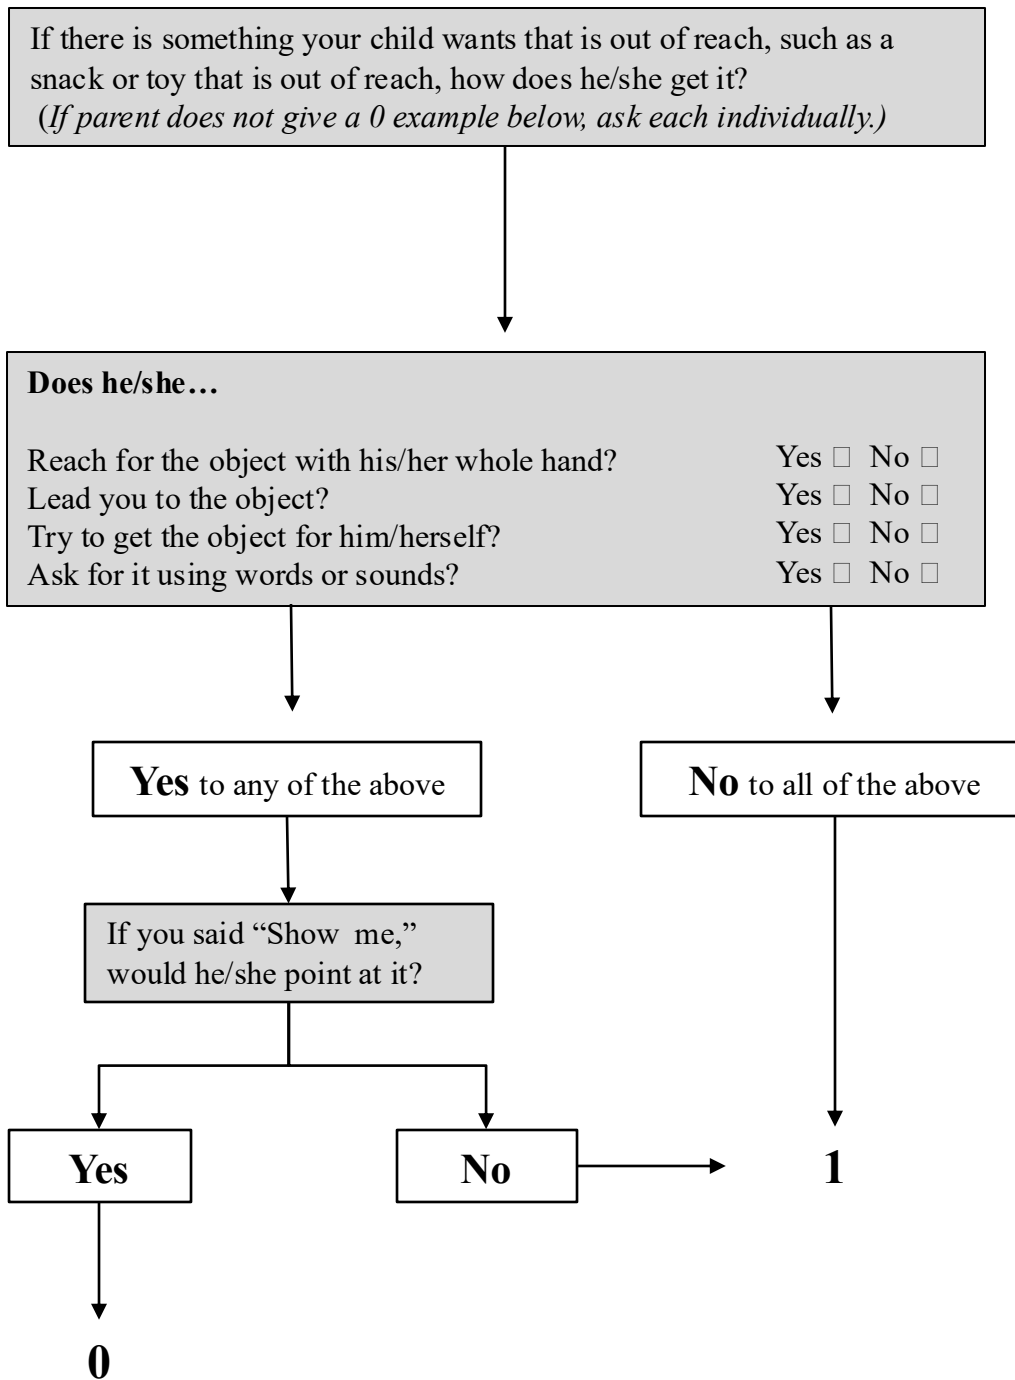 If there is something your child wants that is out of reach, such as a
snack or toy that is out of reach, how does he/she get it?
(If parent does not give a 0 example below, ask each individually.)
Does he/she…
Reach for the object with his/her whole hand? Yes □ No □
Lead you to the object? Yes □ No □
Try to get the object for him/herself? Yes □ No □
Ask for it using words or sounds? Yes □ No □
Yes to any of the above
No to all of the above
If you said “Show me,”
would he/she point at it?
Yes
No
1
0